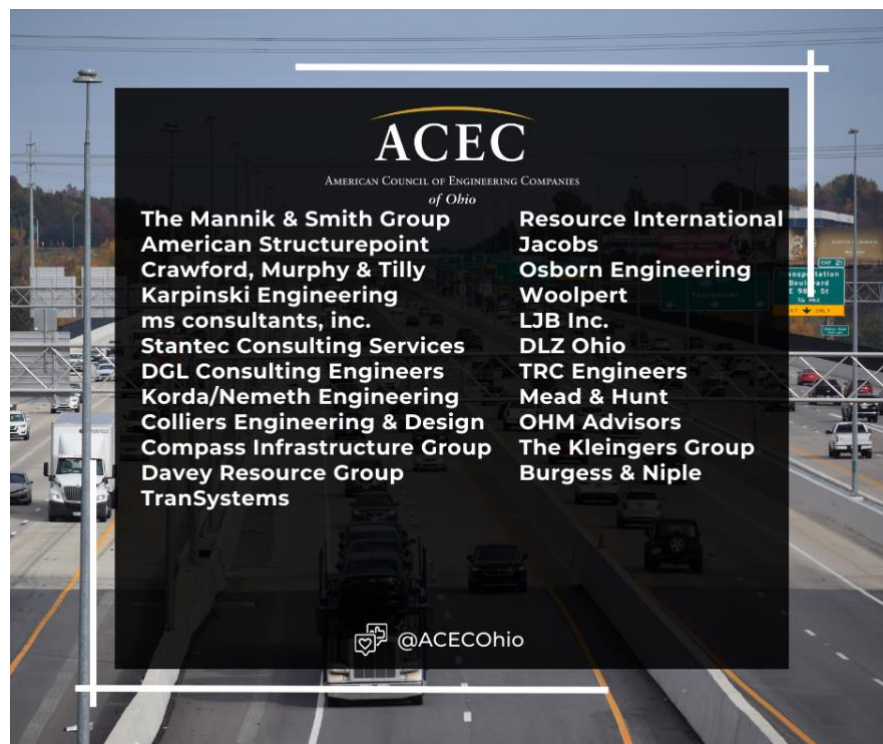 ACEC
American Council of Engineering Companies
of Ohio
The Mannik & Smith Group
American Structurepoint
Crawford, Murphy & Tilly
Karpinski Engineering
ms consultants, inc.
Stantec Consulting Services
DGL Consulting Engineers
Korda/Nemeth Engineering
Colliers Engineering & Design
Compass Infrastructure Group
Davey Resource Group
TranSystems
Resource International
Jacobs
Osborn Engineering
Woolpert
LJB Inc.
DLZ Ohio
TRC Engineers
Mead & Hunt
OHM Advisors
The Kleingers Group
Burgess & Niple
@ACECOhio
EXIT
ONLY